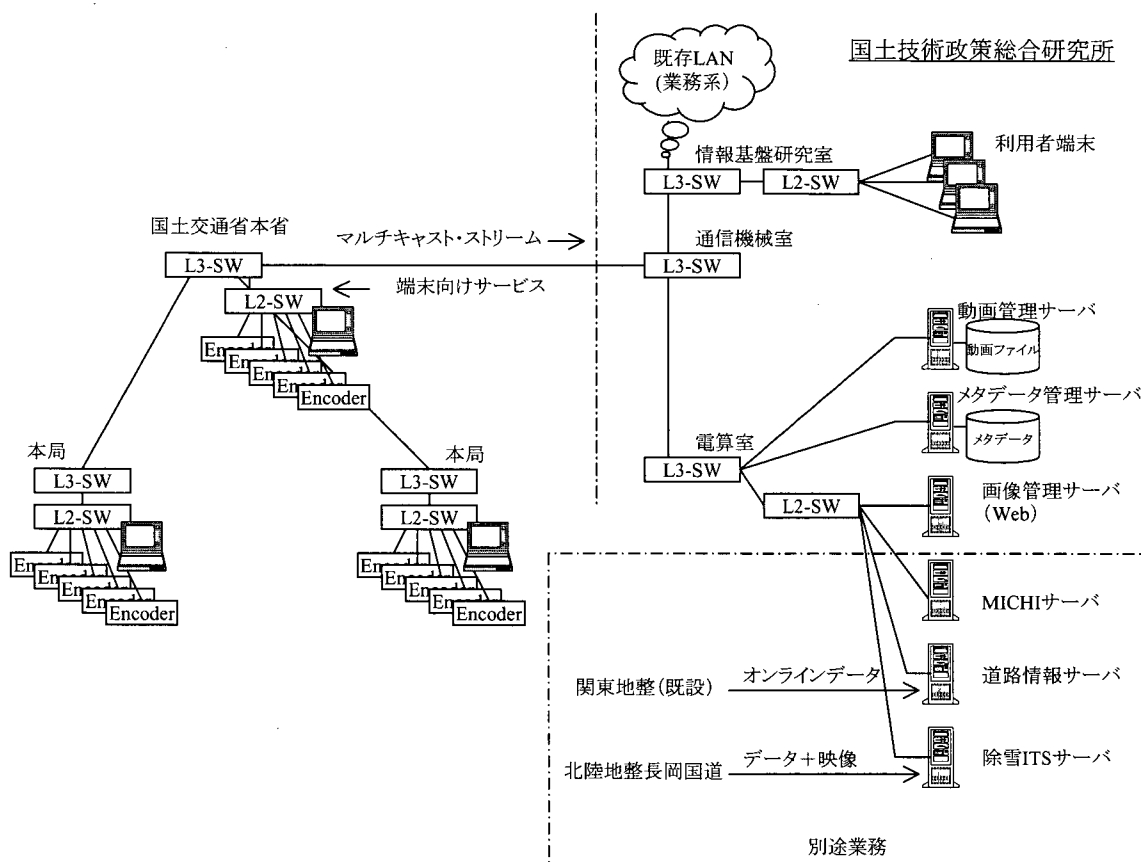 国土技術政策総合研究所
既存LAN
(業務系)
情報基盤研究室
L3-SW
L2-SW
利用者端末
通信機械室
L3-SW
国土交通省本省
L3-SW
マルチキャスト・ストリーム
端末向けサービス
L2-SW
Encoder
本局
L3-SW
L2-SW
Encoder
本局
L3-SW
L2-SW
Encoder
電算室
L3-SW
L2-SW
動画管理サーバ
動画ファイル
メタデータ管理サーバ
メタデータ
画像管理サーバ
(Web)
MICHIサーバ
道路情報サーバ
関東地整(既設)
オンラインデータ
除雪ITSサーバ
北陸地整長岡国道
データ＋映像
別途業務